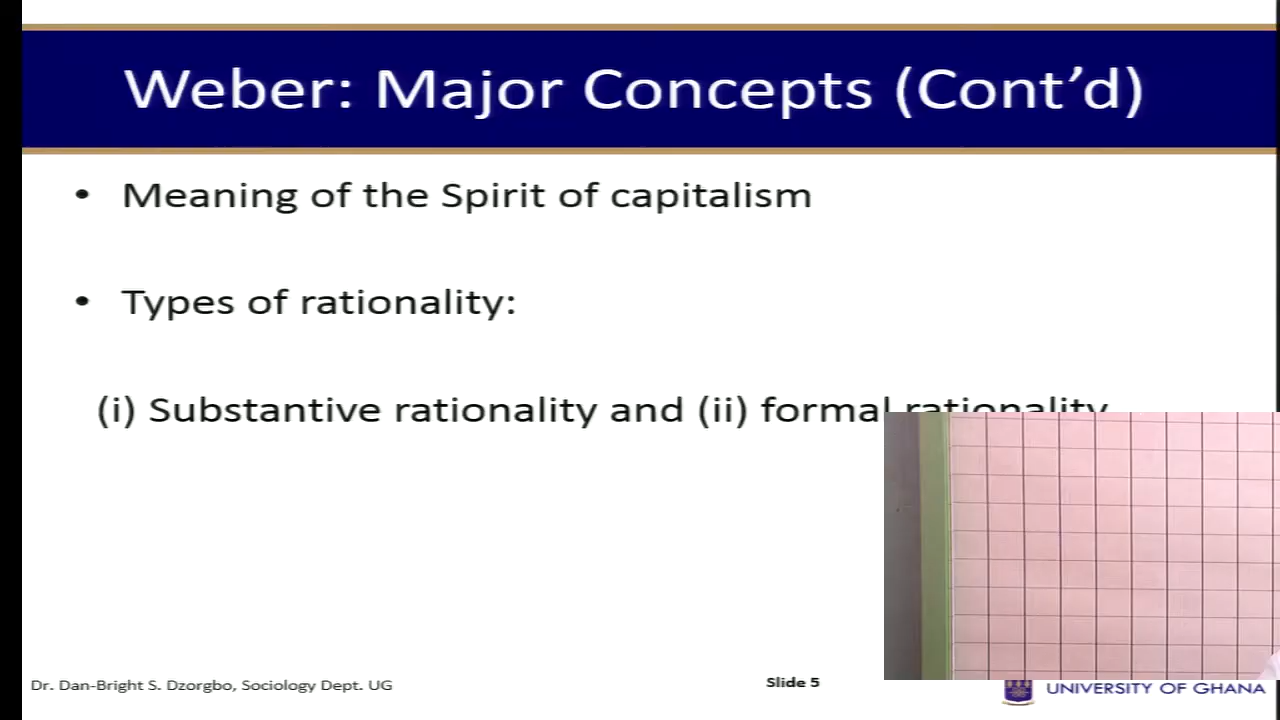 Weber: Major Concepts (Cont’d)
• Meaning of the Spirit of capitalism
• Types of rationality:
(i) Substantive rationality and (ii) formal rationality
Dr. Dan-Bright S. Dzorgbo, Sociology Dept. UG
Slide 5
UNIVERSITY OF GHANA